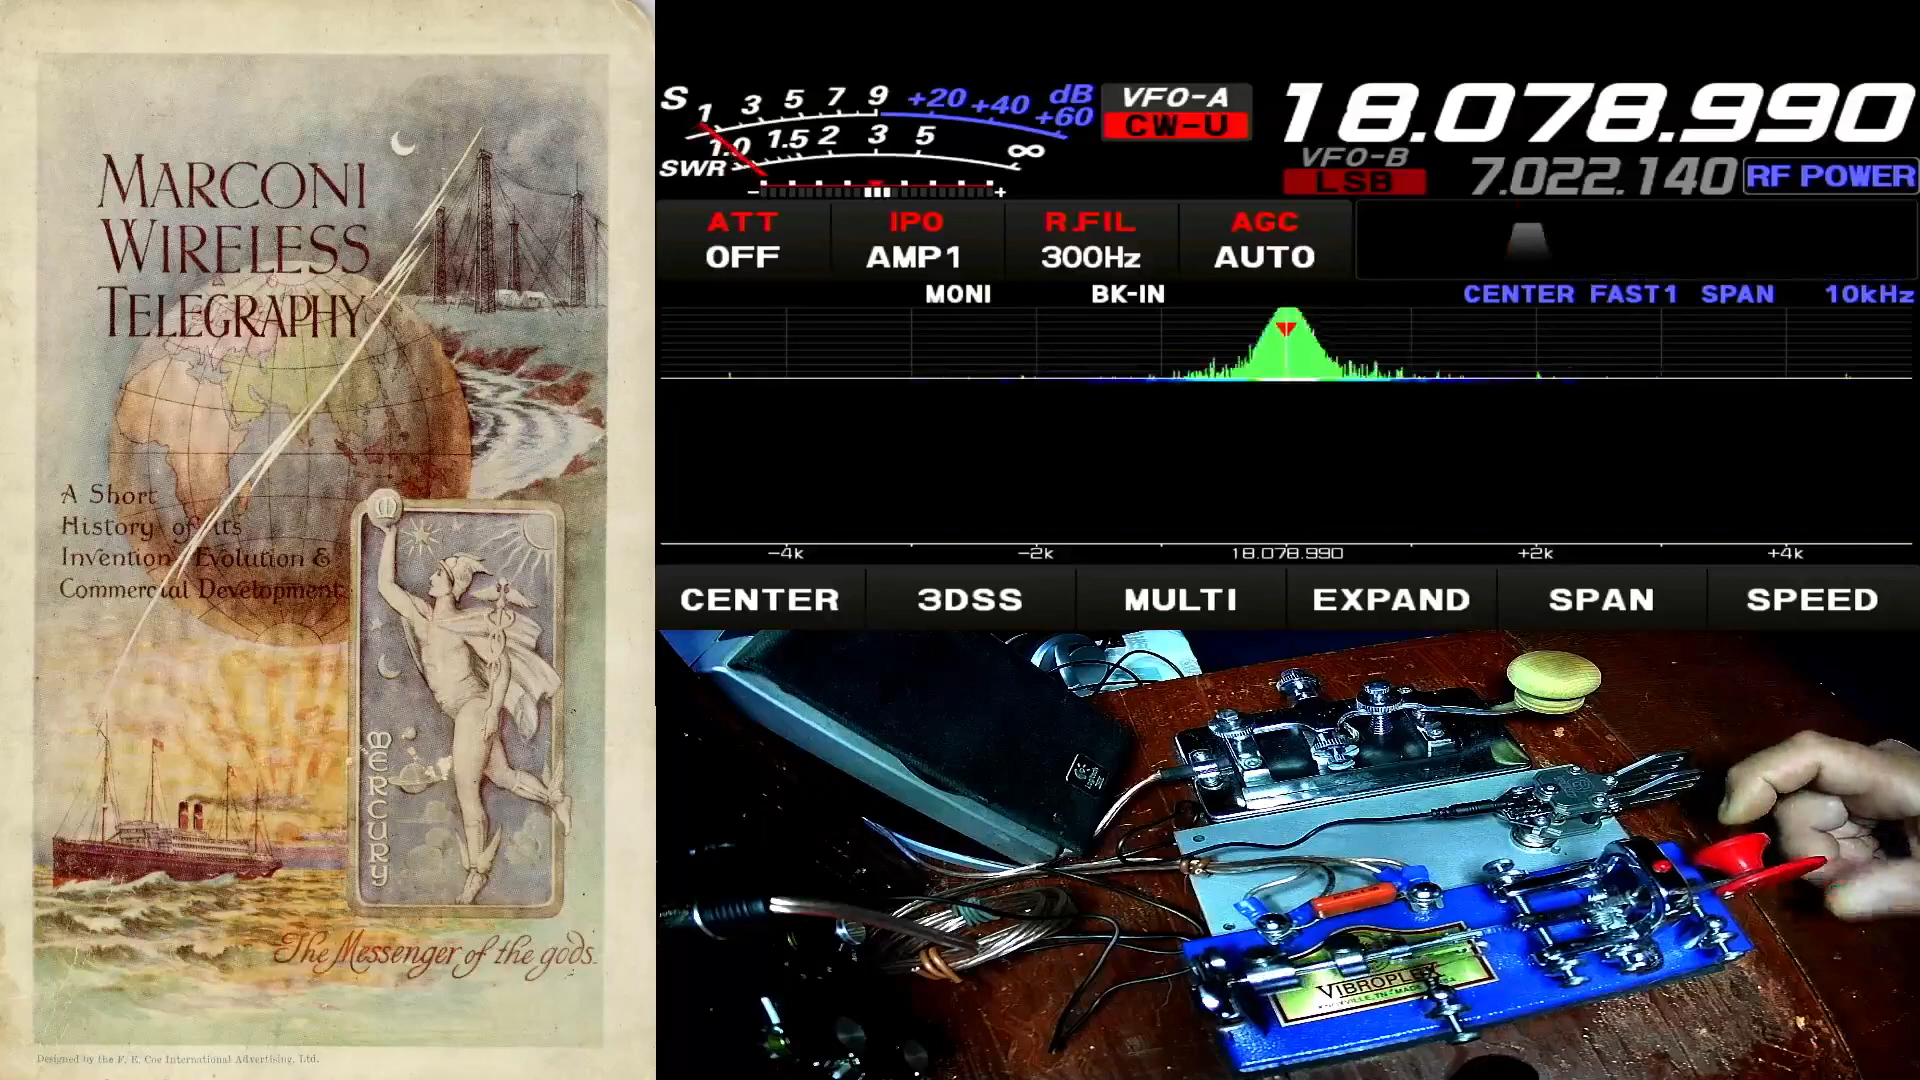 MARCONI
WIRELESS
TELEGRAPHY
A Short
History of its
Invention Evolution &
Commercial Development
MERCURY
The Messenger of the gods.
Designed by the F. E. Coe International Advertising, Ltd.
S 1 3 5 7 9 +20 +40 +60 dB
SWR 1.0 1.5 2 3 5 ∞
- +
VFO-A
CW-U
18.078.990
VFO-B
LSB
7.022.140
RF POWER
ATT
OFF
IPO
AMP1
R.FIL
300Hz
AGC
AUTO
MONI BK-IN
CENTER FAST1 SPAN 10kHz
-4k -2k 18.078.990 +2k +4k
CENTER 3DSS MULTI EXPAND SPAN SPEED
VIBROPLEX
KNOXVILLE, TN • MADE